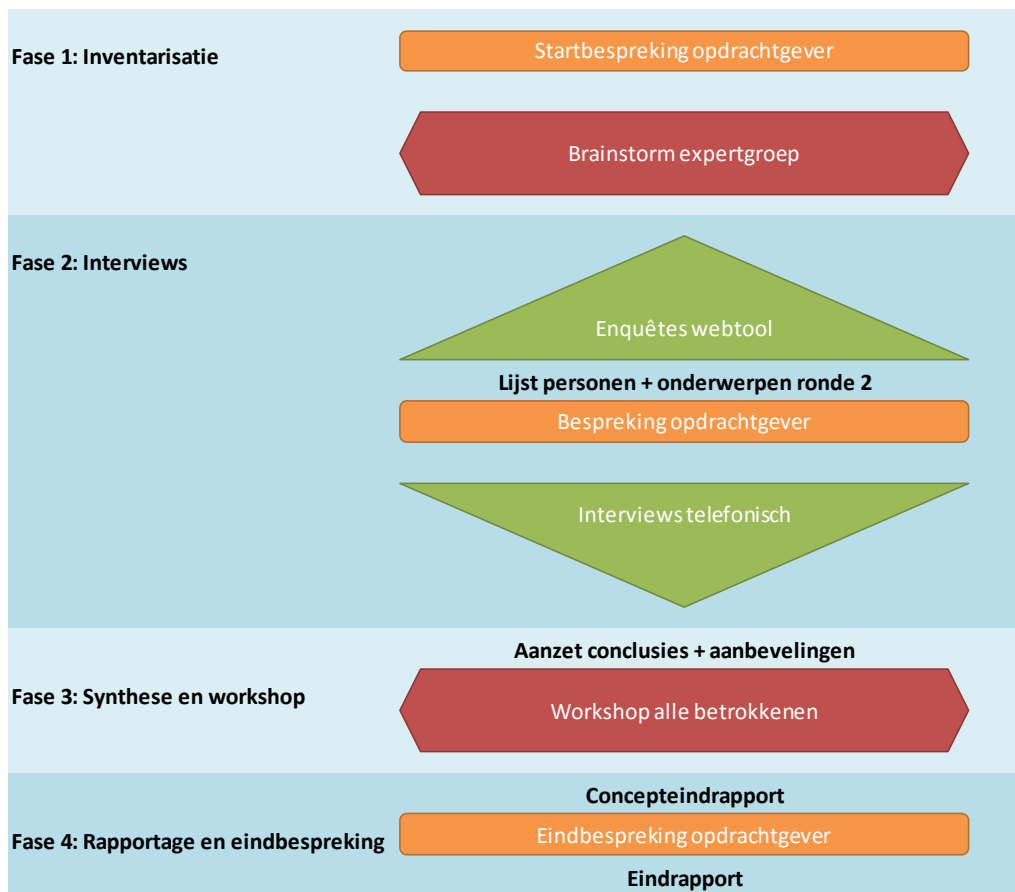 Fase 1: Inventarisatie
Startbespreking opdrachtgever
Brainstorm expertgroep
Fase 2: Interviews
Enquêtes webtool
Lijst personen + onderwerpen ronde 2
Bespreking opdrachtgever
Interviews telefonisch
Aanzet conclusies + aanbevelingen
Fase 3: Synthese en workshop
Workshop alle betrokkenen
Concepteindrapport
Fase 4: Rapportage en eindbespreking
Eindbespreking opdrachtgever
Eindrapport